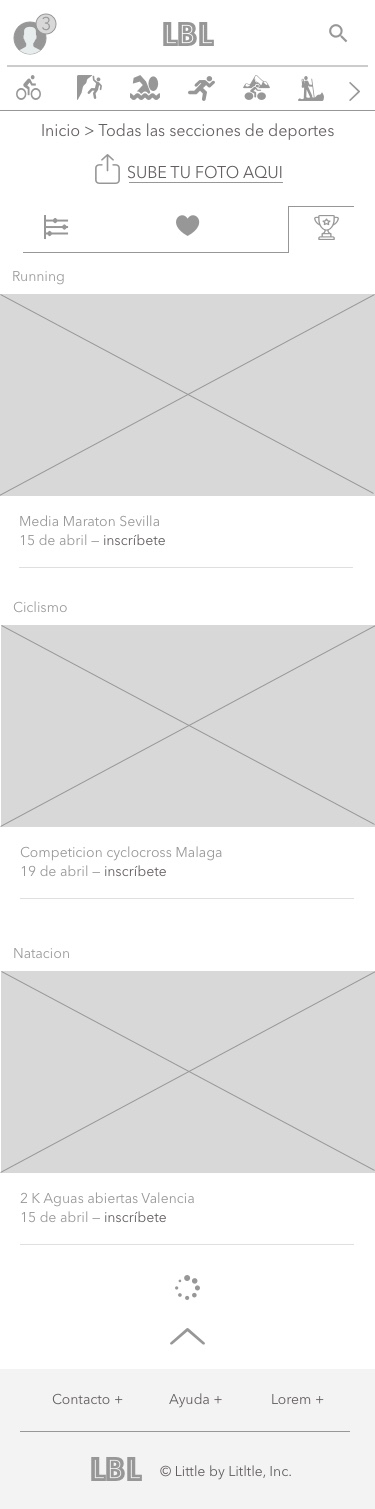 3
LBL
Inicio > Todas las secciones de deportes
SUBE TU FOTO AQUI
Running
Media Maraton Sevilla
15 de abril – inscríbete
Ciclismo
Competicion cyclocross Malaga
19 de abril – inscríbete
Natacion
2 K Aguas abiertas Valencia
15 de abril – inscríbete
Contacto + Ayuda + Lorem +
LBL © Little by Litltle, Inc.